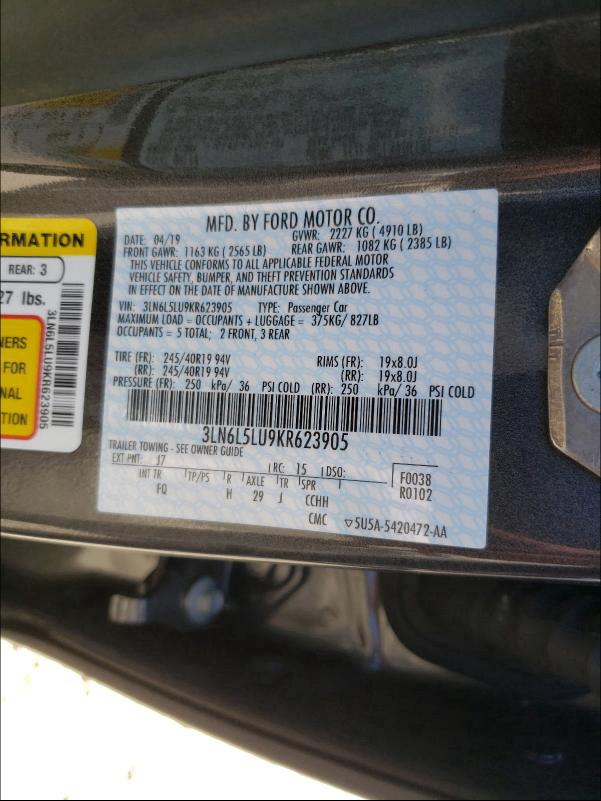 MFD. BY FORD MOTOR CO.
DATE: 04/19 GVWR: 2227 KG ( 4910 LB)
FRONT GAWR: 1163 KG ( 2565 LB) REAR GAWR: 1082 KG ( 2385 LB)
THIS VEHICLE CONFORMS TO ALL APPLICABLE FEDERAL MOTOR
VEHICLE SAFETY, BUMPER, AND THEFT PREVENTION STANDARDS
IN EFFECT ON THE DATE OF MANUFACTURE SHOWN ABOVE.
VIN: 3LN6L5LU9KR623905 TYPE: Passenger Car
MAXIMUM LOAD = OCCUPANTS + LUGGAGE = 375KG/ 827LB
OCCUPANTS = 5 TOTAL; 2 FRONT, 3 REAR
TIRE (FR): 245/40R19 94V RIMS (FR): 19x8.0J
(RR): 245/40R19 94V (RR): 19x8.0J
PRESSURE (FR): 250 kPa/ 36 PSI COLD (RR): 250 kPa/ 36 PSI COLD
3LN6L5LU9KR623905
TRAILER TOWING - SEE OWNER GUIDE
EXT PNT: J7 RC: 15 DSO: F0038
INT TR TP/PS R AXLE TR SPR R0102
FQ H 29 J CCHH
CMC ▽5U5A-5420472-AA
RMATION
REAR: 3
27 lbs.
NERS
FOR
NAL
TION
3LN6L5LU9KR623905